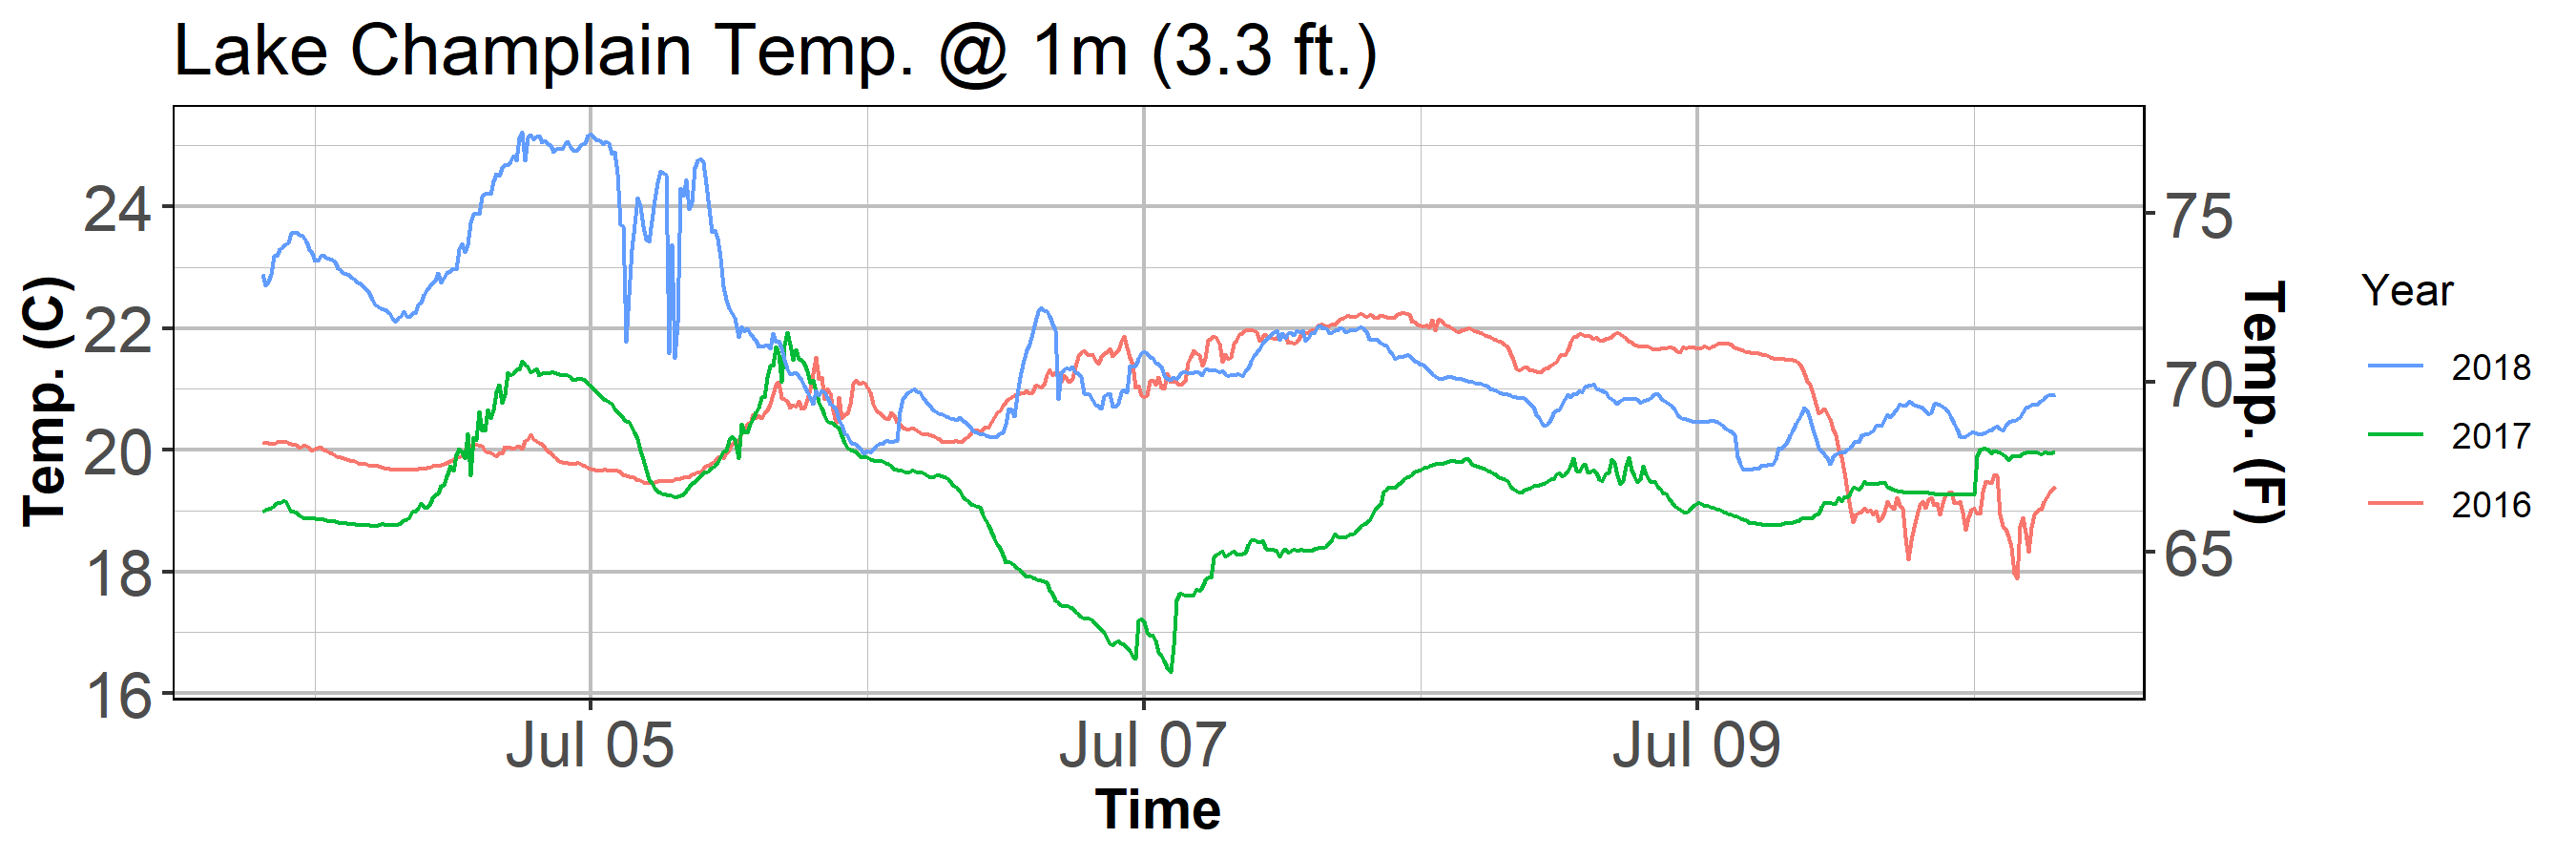 Lake Champlain Temp. @ 1m (3.3 ft.)
Temp. (C)
24
22
20
18
16
Jul 05
Jul 07
Jul 09
Time
75
70
65
Temp. (F)
Year
2018
2017
2016